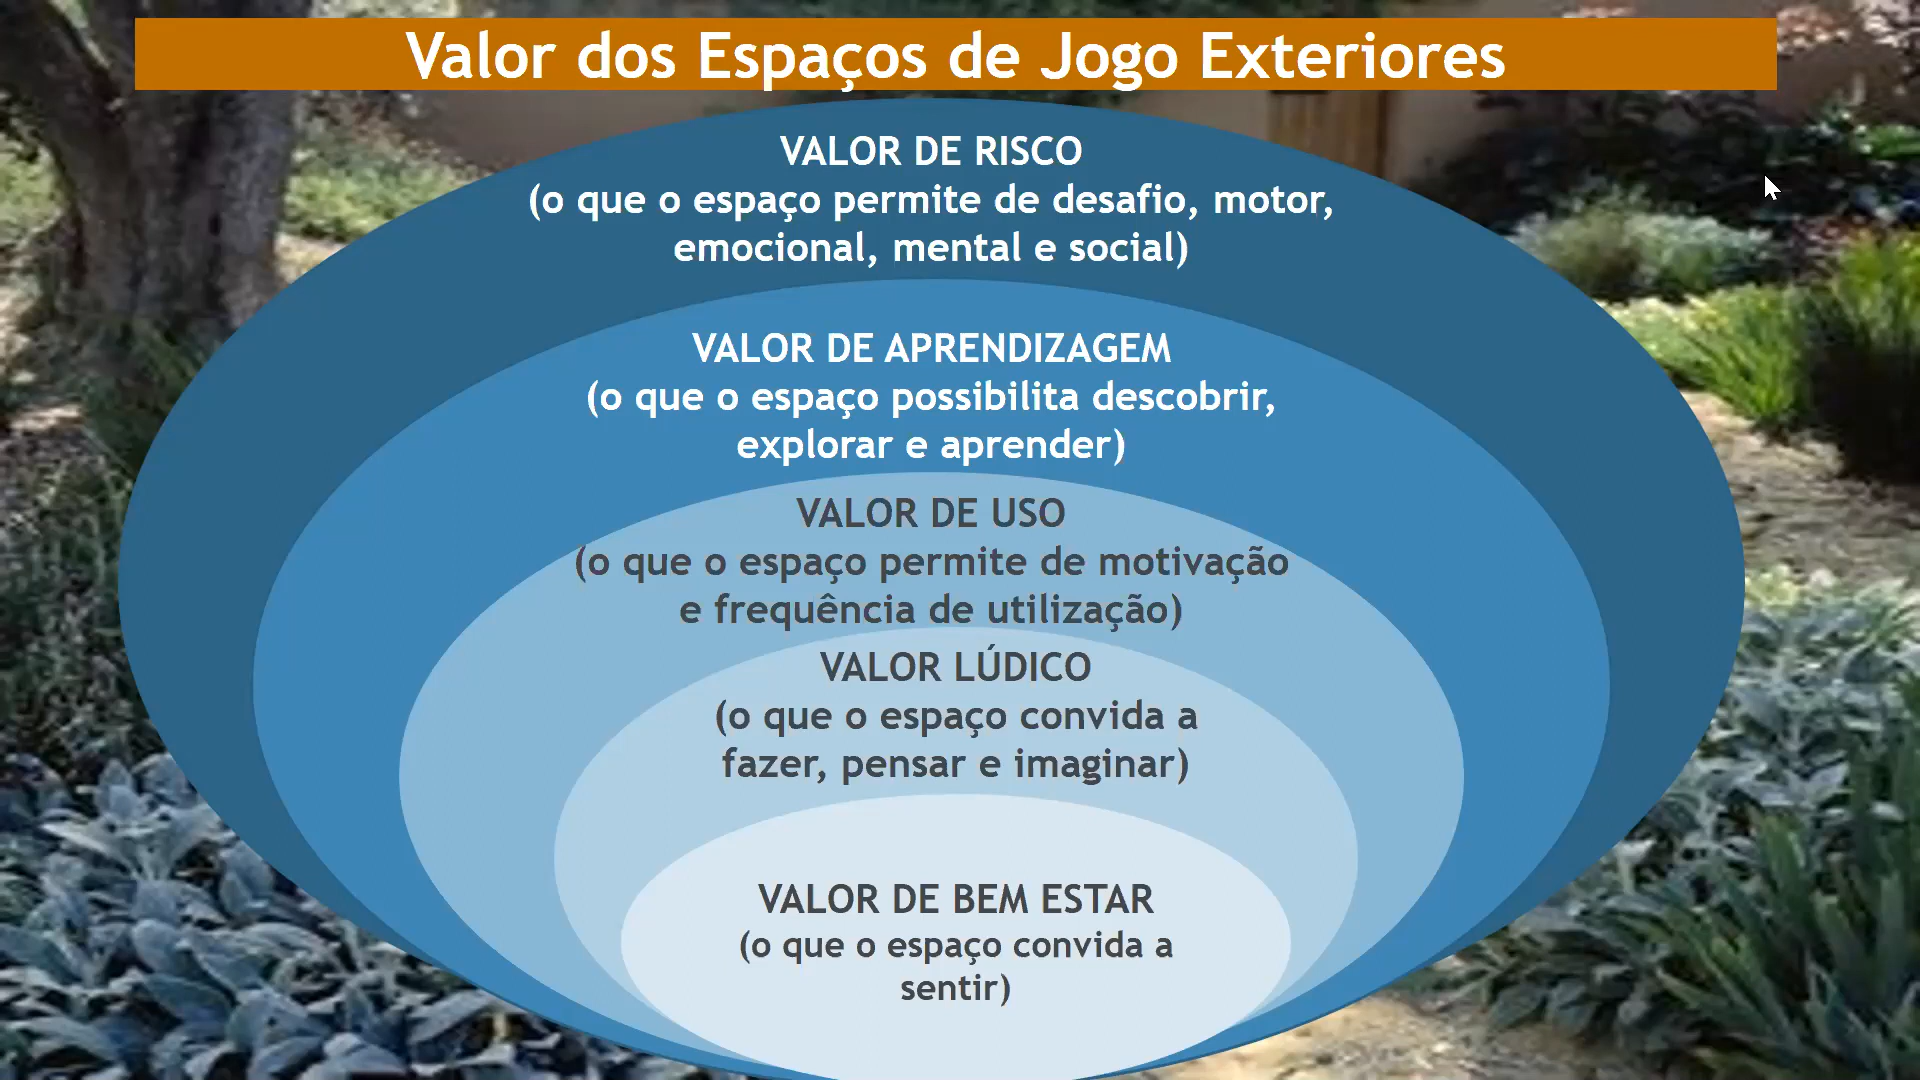 Valor dos Espaços de Jogo Exteriores
VALOR DE RISCO
(o que o espaço permite de desafio, motor,
emocional, mental e social)
VALOR DE APRENDIZAGEM
(o que o espaço possibilita descobrir,
explorar e aprender)
VALOR DE USO
(o que o espaço permite de motivação
e frequência de utilização)
VALOR LÚDICO
(o que o espaço convida a
fazer, pensar e imaginar)
VALOR DE BEM ESTAR
(o que o espaço convida a
sentir)